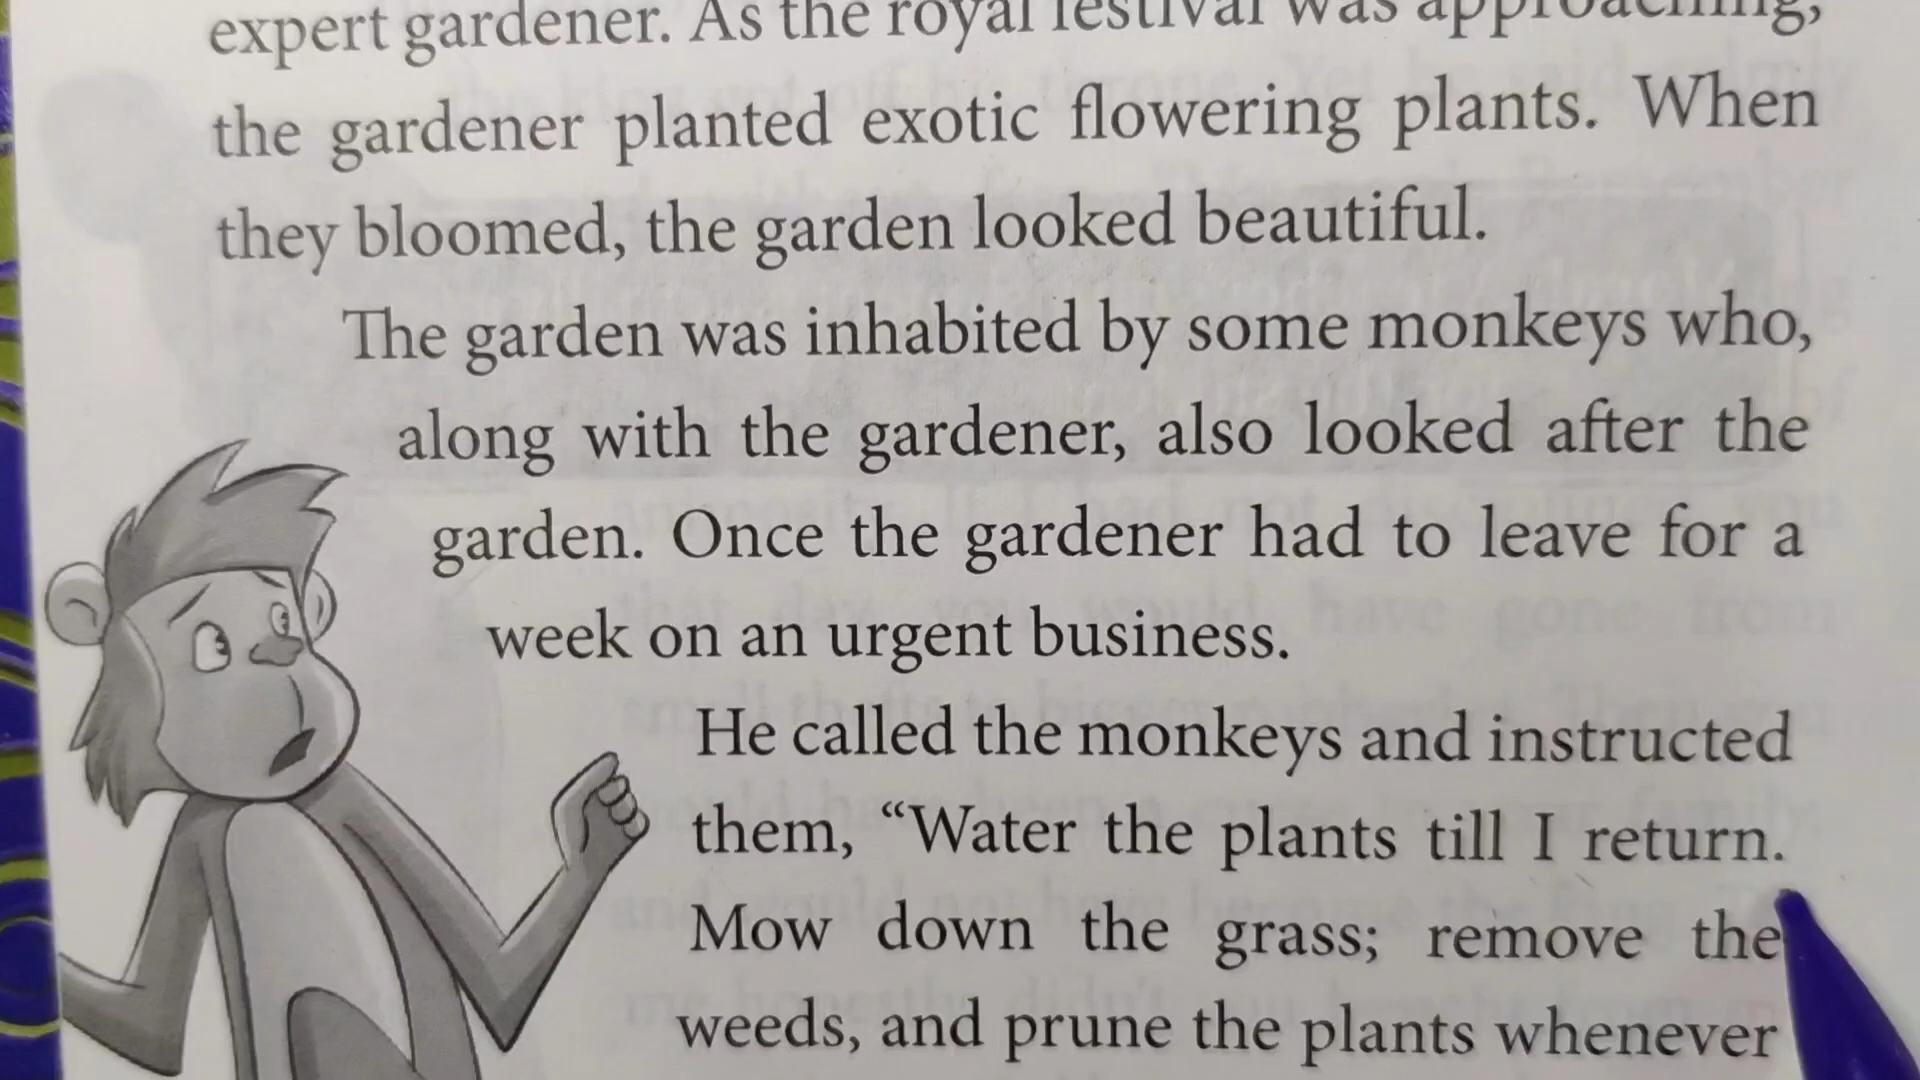 expert gardener. As the royal festival was approaching,
the gardener planted exotic flowering plants. When
they bloomed, the garden looked beautiful.
The garden was inhabited by some monkeys who,
along with the gardener, also looked after the
garden. Once the gardener had to leave for a
week on an urgent business.
He called the monkeys and instructed
them, “Water the plants till I return.
Mow down the grass; remove the
weeds, and prune the plants whenever